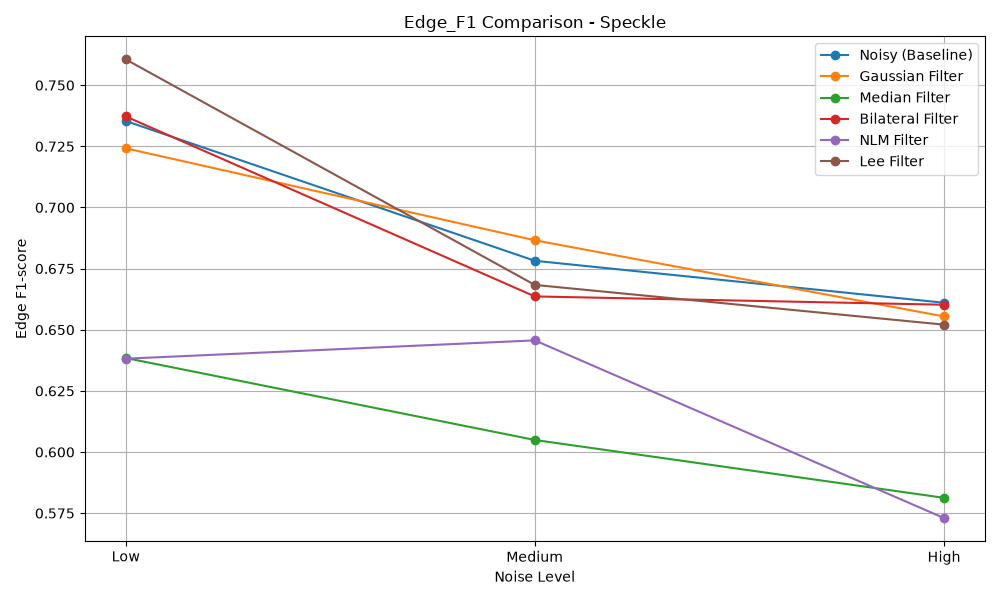 Edge_F1 Comparison - Speckle
Edge F1-score
0.750
0.725
0.700
0.675
0.650
0.625
0.600
0.575
Noisy (Baseline)
Gaussian Filter
Median Filter
Bilateral Filter
NLM Filter
Lee Filter
Low
Medium
High
Noise Level